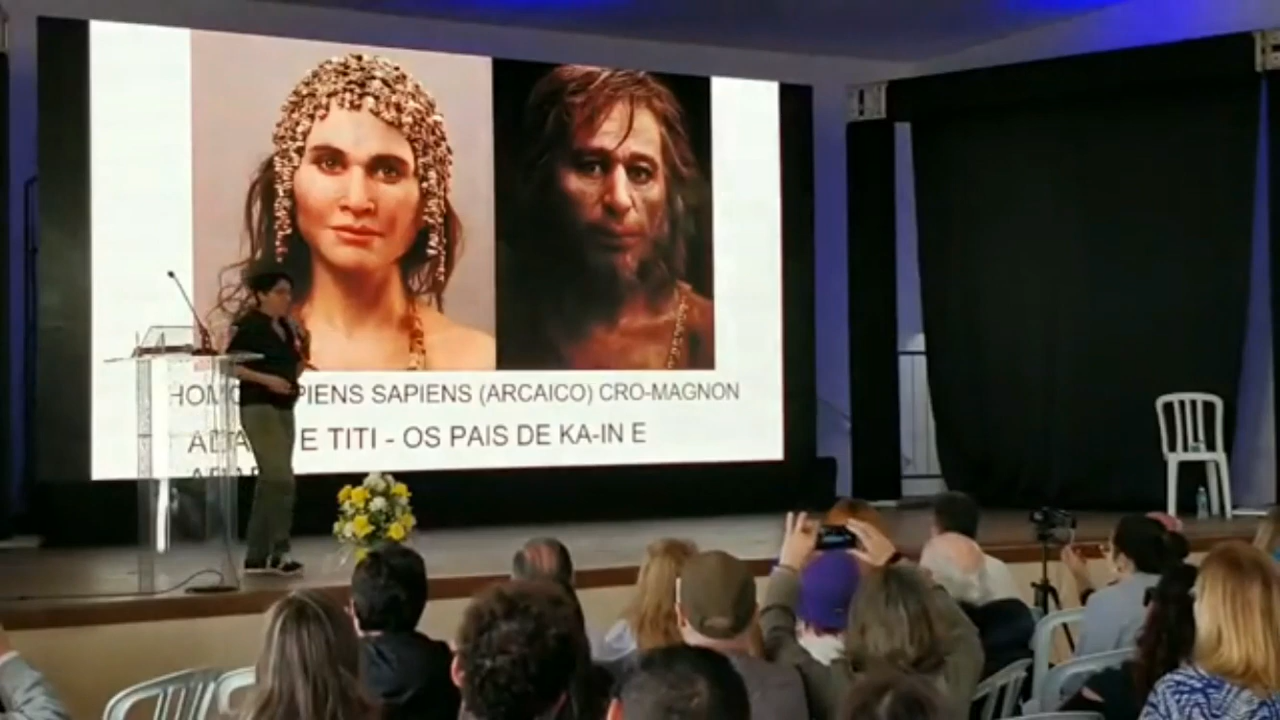 SAPIENS (ARCAICO) CRO-MAGNON
E TITI - OS PAIS DE KA-IN E